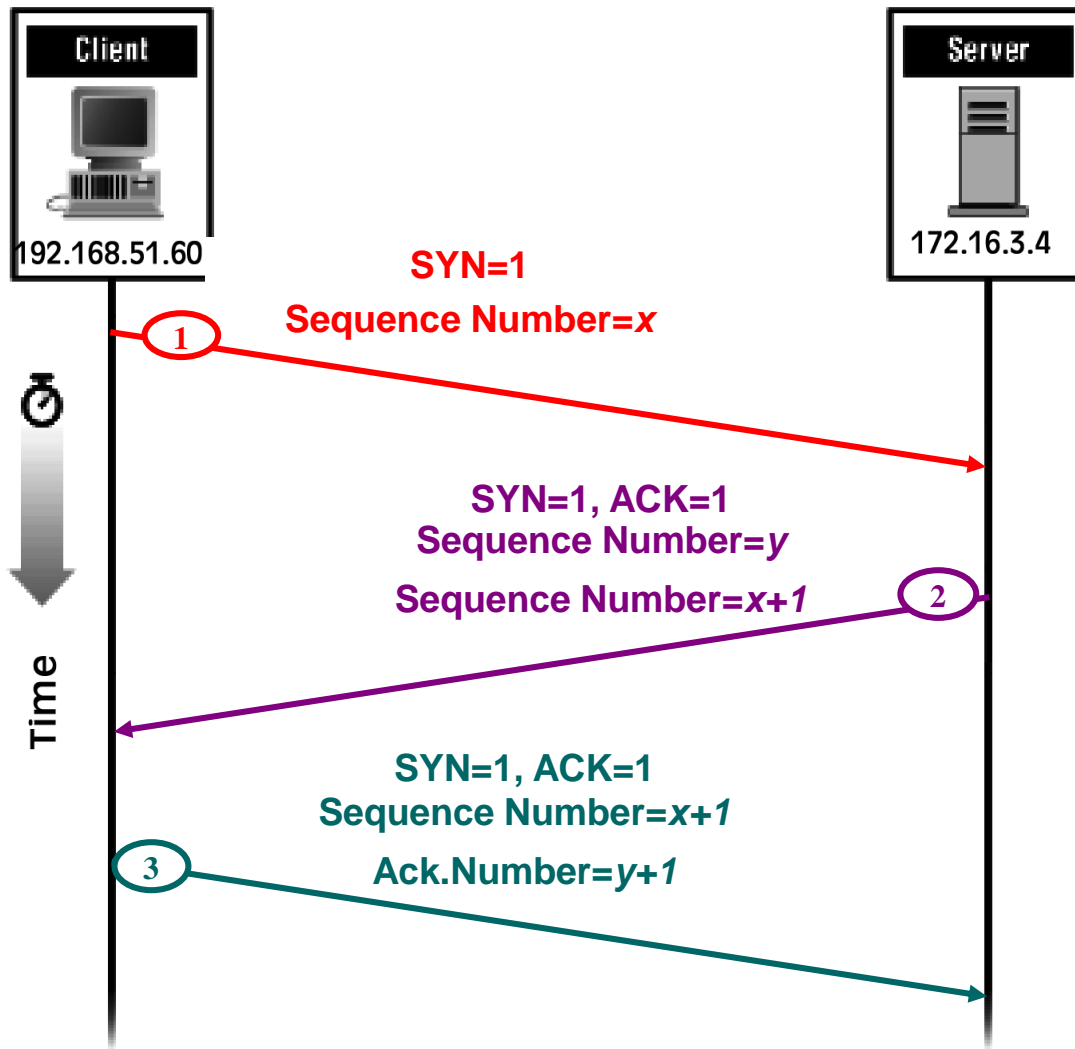 Client
Server
192.168.51.60
172.16.3.4
SYN=1
Sequence Number=x
1
SYN=1, ACK=1
Sequence Number=y
Sequence Number=x+1
2
Time
SYN=1, ACK=1
Sequence Number=x+1
Ack.Number=y+1
3